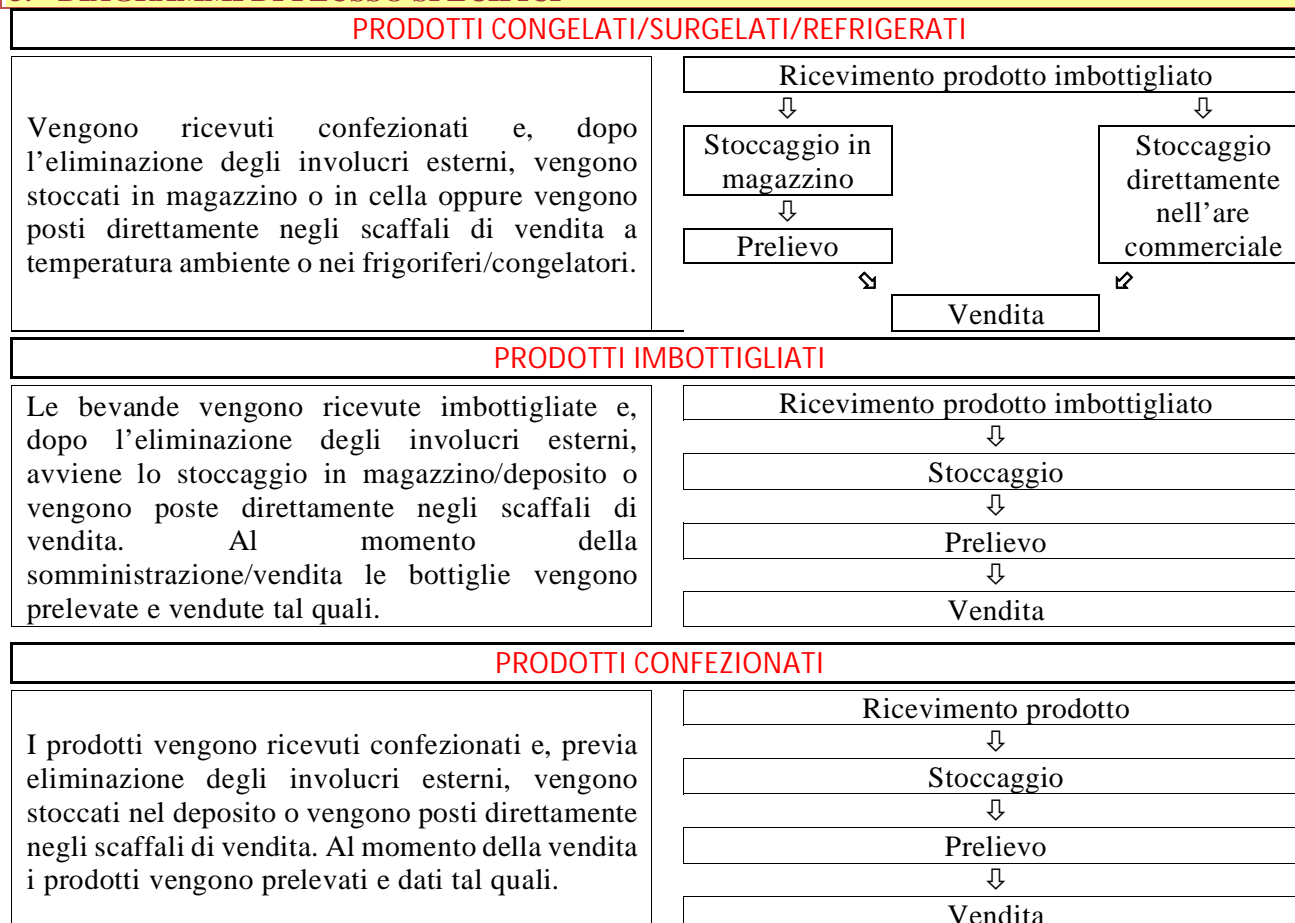 PRODOTTI CONGELATI/SURGELATI/REFRIGERATI
Vengono ricevuti confezionati e, dopo
l’eliminazione degli involucri esterni, vengono
stoccati in magazzino o in cella oppure vengono
posti direttamente negli scaffali di vendita a
temperatura ambiente o nei frigoriferi/congelatori.
Ricevimento prodotto imbottigliato
⇩ ⇩
Stoccaggio in
magazzino
⇩
Prelievo
Stoccaggio
direttamente
nell’are
commerciale
Vendita
PRODOTTI IMBOTTIGLIATI
Le bevande vengono ricevute imbottigliate e,
dopo l’eliminazione degli involucri esterni,
avviene lo stoccaggio in magazzino/deposito o
vengono poste direttamente negli scaffali di
vendita. Al momento della
somministrazione/vendita le bottiglie vengono
prelevate e vendute tal quali.
Ricevimento prodotto imbottigliato
⇩
Stoccaggio
⇩
Prelievo
⇩
Vendita
PRODOTTI CONFEZIONATI
I prodotti vengono ricevuti confezionati e, previa
eliminazione degli involucri esterni, vengono
stoccati nel deposito o vengono posti direttamente
negli scaffali di vendita. Al momento della vendita
i prodotti vengono prelevati e dati tal quali.
Ricevimento prodotto
⇩
Stoccaggio
⇩
Prelievo
⇩
Vendita